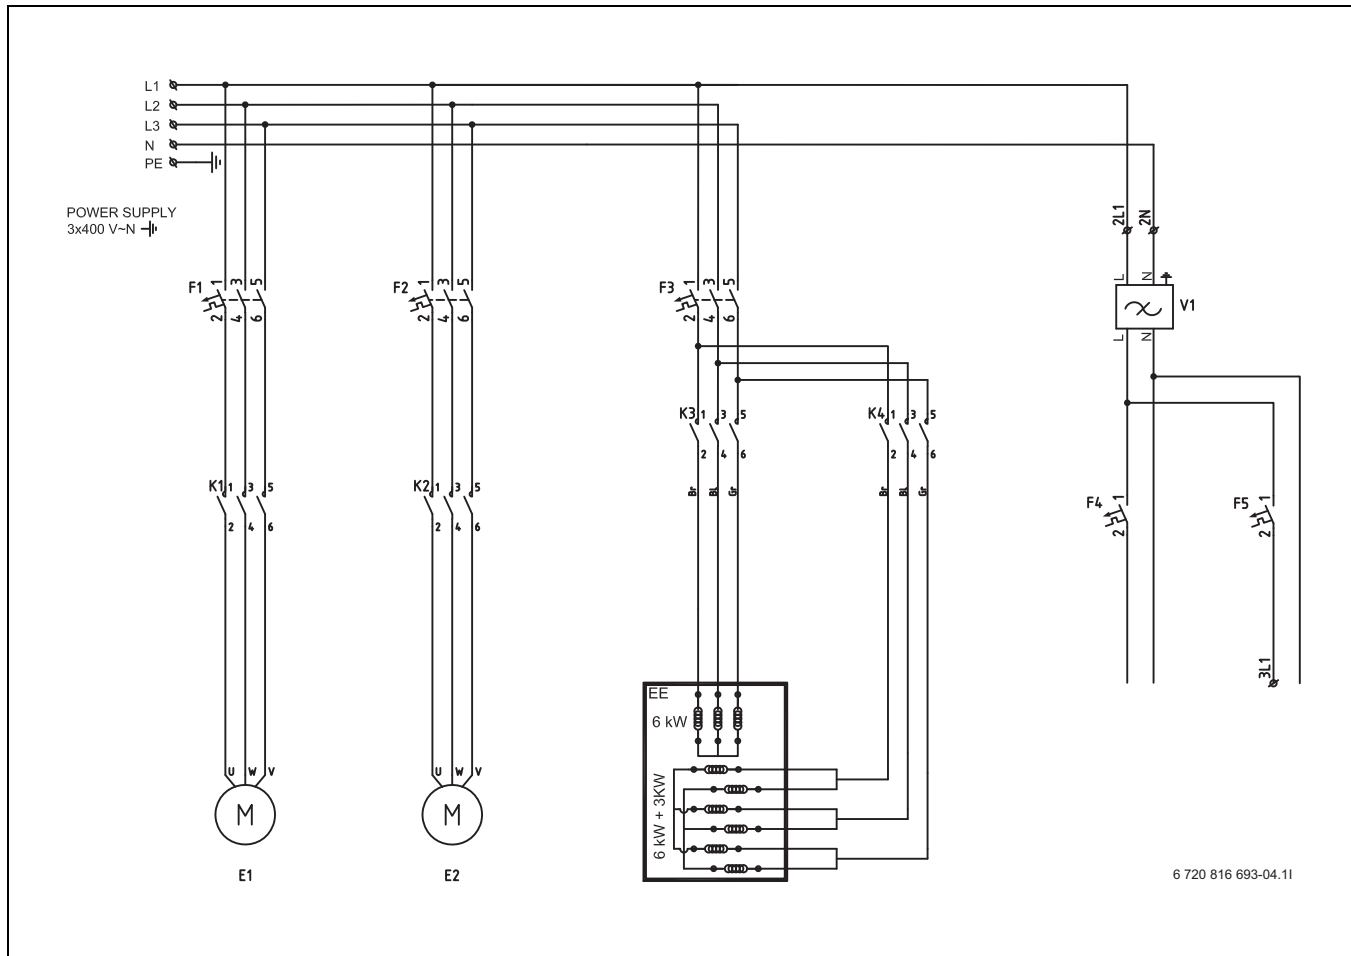 L1
L2
L3
N
PE
POWER SUPPLY
3x400 V~N
2L1 2N
L N
V1
L N
F1 1 3 5
2 4 6
F2 1 3 5
2 4 6
F3 1 3 5
2 4 6
K3 1 3 5
2 4 6
K4 1 3 5
2 4 6
Br Bl Gr
Br Bl Gr
K1 1 3 5
2 4 6
K2 1 3 5
2 4 6
F4 1
2
F5 1
2
3L1
EE
6 kW
6 kW + 3KW
U W V
M
E1
U W V
M
E2
6 720 816 693-04.1I